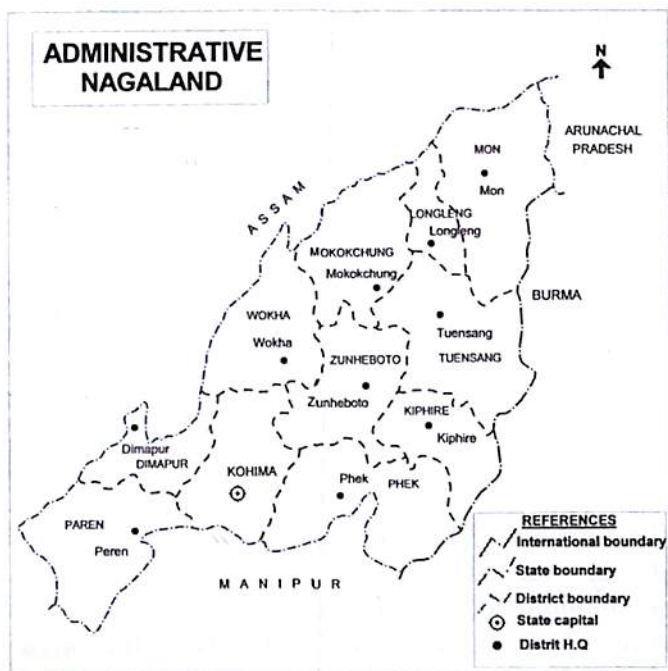 ADMINISTRATIVE
NAGALAND
N
ARUNACHAL
PRADESH
MON
Mon
ASSAM
LONGLENG
Longleng
MOKOKCHUNG
Mokokchung
BURMA
WOKHA
Wokha
Tuensang
TUENSANG
ZUNHEBOTO
Zunheboto
KIPHIRE
Kiphire
Dimapur
DIMAPUR
KOHIMA
Phek
PHEK
PAREN
Peren
MANIPUR
REFERENCES
International boundary
State boundary
District boundary
State capital
Distrit H.Q